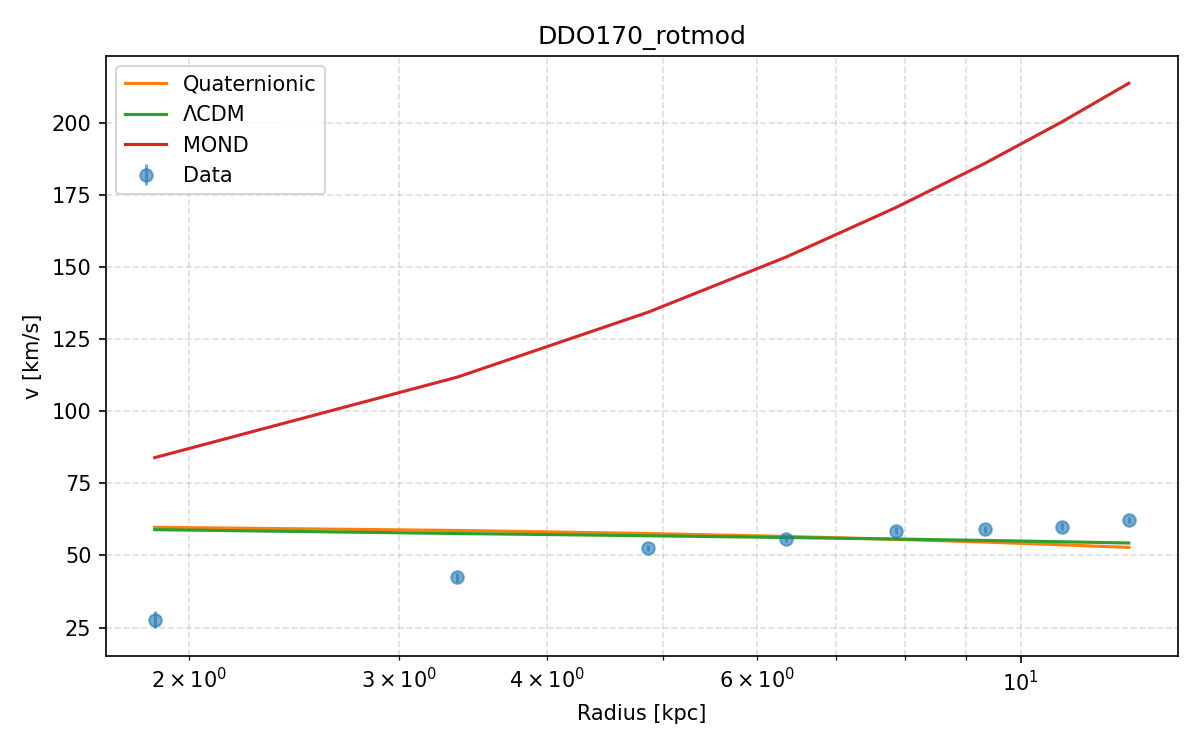 DDO170_rotmod
Quaternionic
ΛCDM
MOND
Data
v [km/s]
200
175
150
125
100
75
50
25
2 × 10⁰
3 × 10⁰
4 × 10⁰
6 × 10⁰
10¹
Radius [kpc]